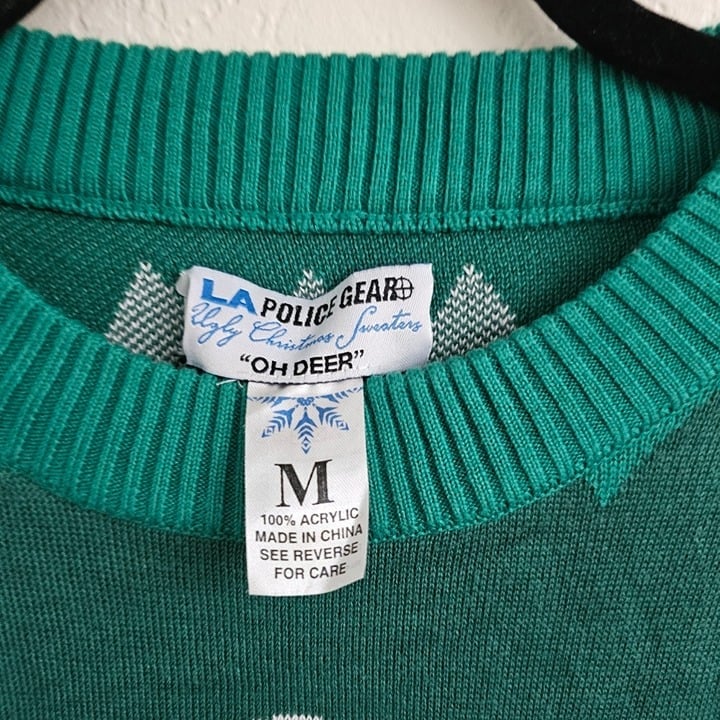 LA POLICE GEAR
Ugly Christmas Sweaters
“OH DEER”
M
100% ACRYLIC
MADE IN CHINA
SEE REVERSE
FOR CARE